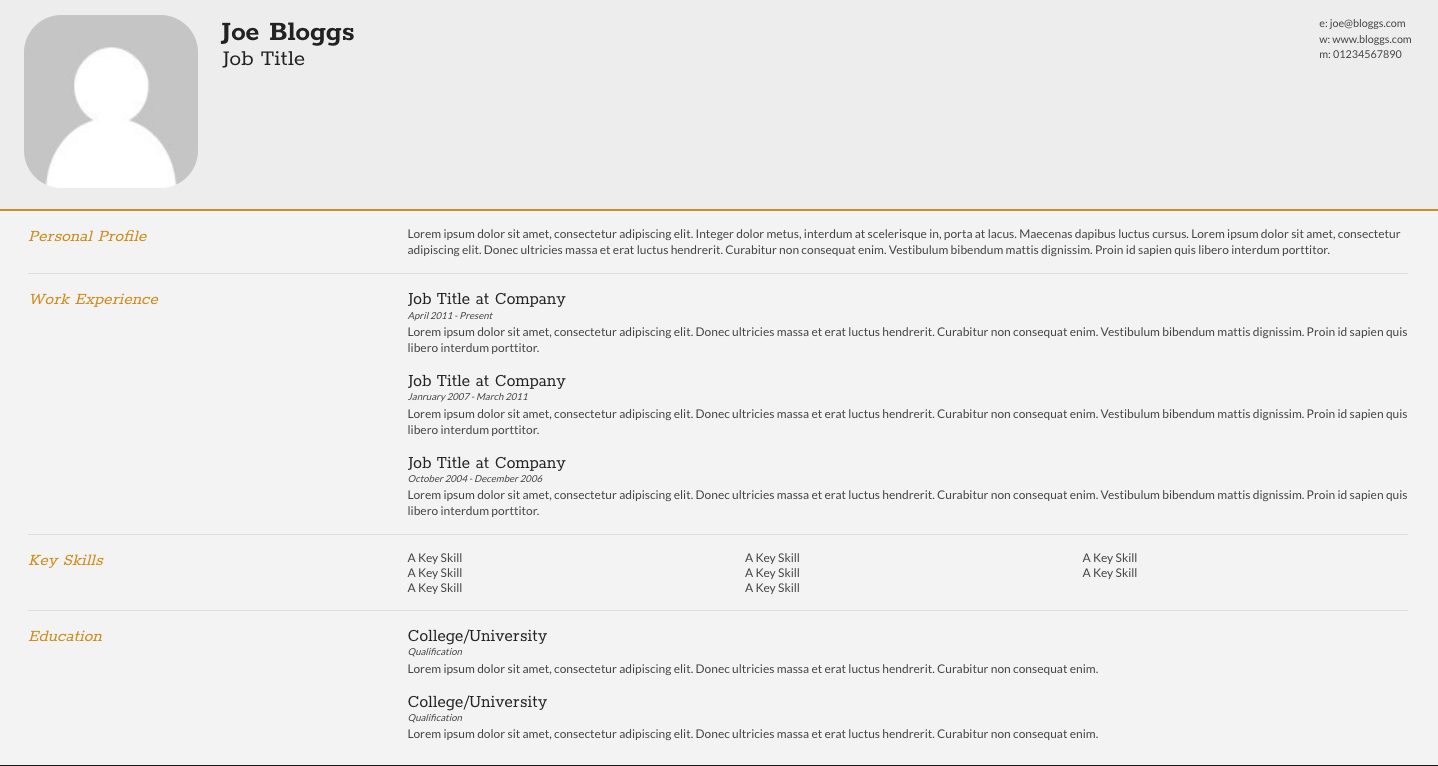 Joe Bloggs
Job Title
e: joe@bloggs.com
w: www.bloggs.com
m: 01234567890
Personal Profile
Lorem ipsum dolor sit amet, consectetur adipiscing elit. Integer dolor metus, interdum at scelerisque in, porta at lacus. Maecenas dapibus luctus cursus. Lorem ipsum dolor sit amet, consectetur
adipiscing elit. Donec ultricies massa et erat luctus hendrerit. Curabitur non consequat enim. Vestibulum bibendum mattis dignissim. Proin id sapien quis libero interdum porttitor.
Work Experience
Job Title at Company
April 2011 - Present
Lorem ipsum dolor sit amet, consectetur adipiscing elit. Donec ultricies massa et erat luctus hendrerit. Curabitur non consequat enim. Vestibulum bibendum mattis dignissim. Proin id sapien quis
libero interdum porttitor.
Job Title at Company
Janruary 2007 - March 2011
Lorem ipsum dolor sit amet, consectetur adipiscing elit. Donec ultricies massa et erat luctus hendrerit. Curabitur non consequat enim. Vestibulum bibendum mattis dignissim. Proin id sapien quis
libero interdum porttitor.
Job Title at Company
October 2004 - December 2006
Lorem ipsum dolor sit amet, consectetur adipiscing elit. Donec ultricies massa et erat luctus hendrerit. Curabitur non consequat enim. Vestibulum bibendum mattis dignissim. Proin id sapien quis
libero interdum porttitor.
Key Skills
A Key Skill
A Key Skill
A Key Skill
A Key Skill
A Key Skill
A Key Skill
A Key Skill
A Key Skill
Education
College/University
Qualification
Lorem ipsum dolor sit amet, consectetur adipiscing elit. Donec ultricies massa et erat luctus hendrerit. Curabitur non consequat enim.
College/University
Qualification
Lorem ipsum dolor sit amet, consectetur adipiscing elit. Donec ultricies massa et erat luctus hendrerit. Curabitur non consequat enim.